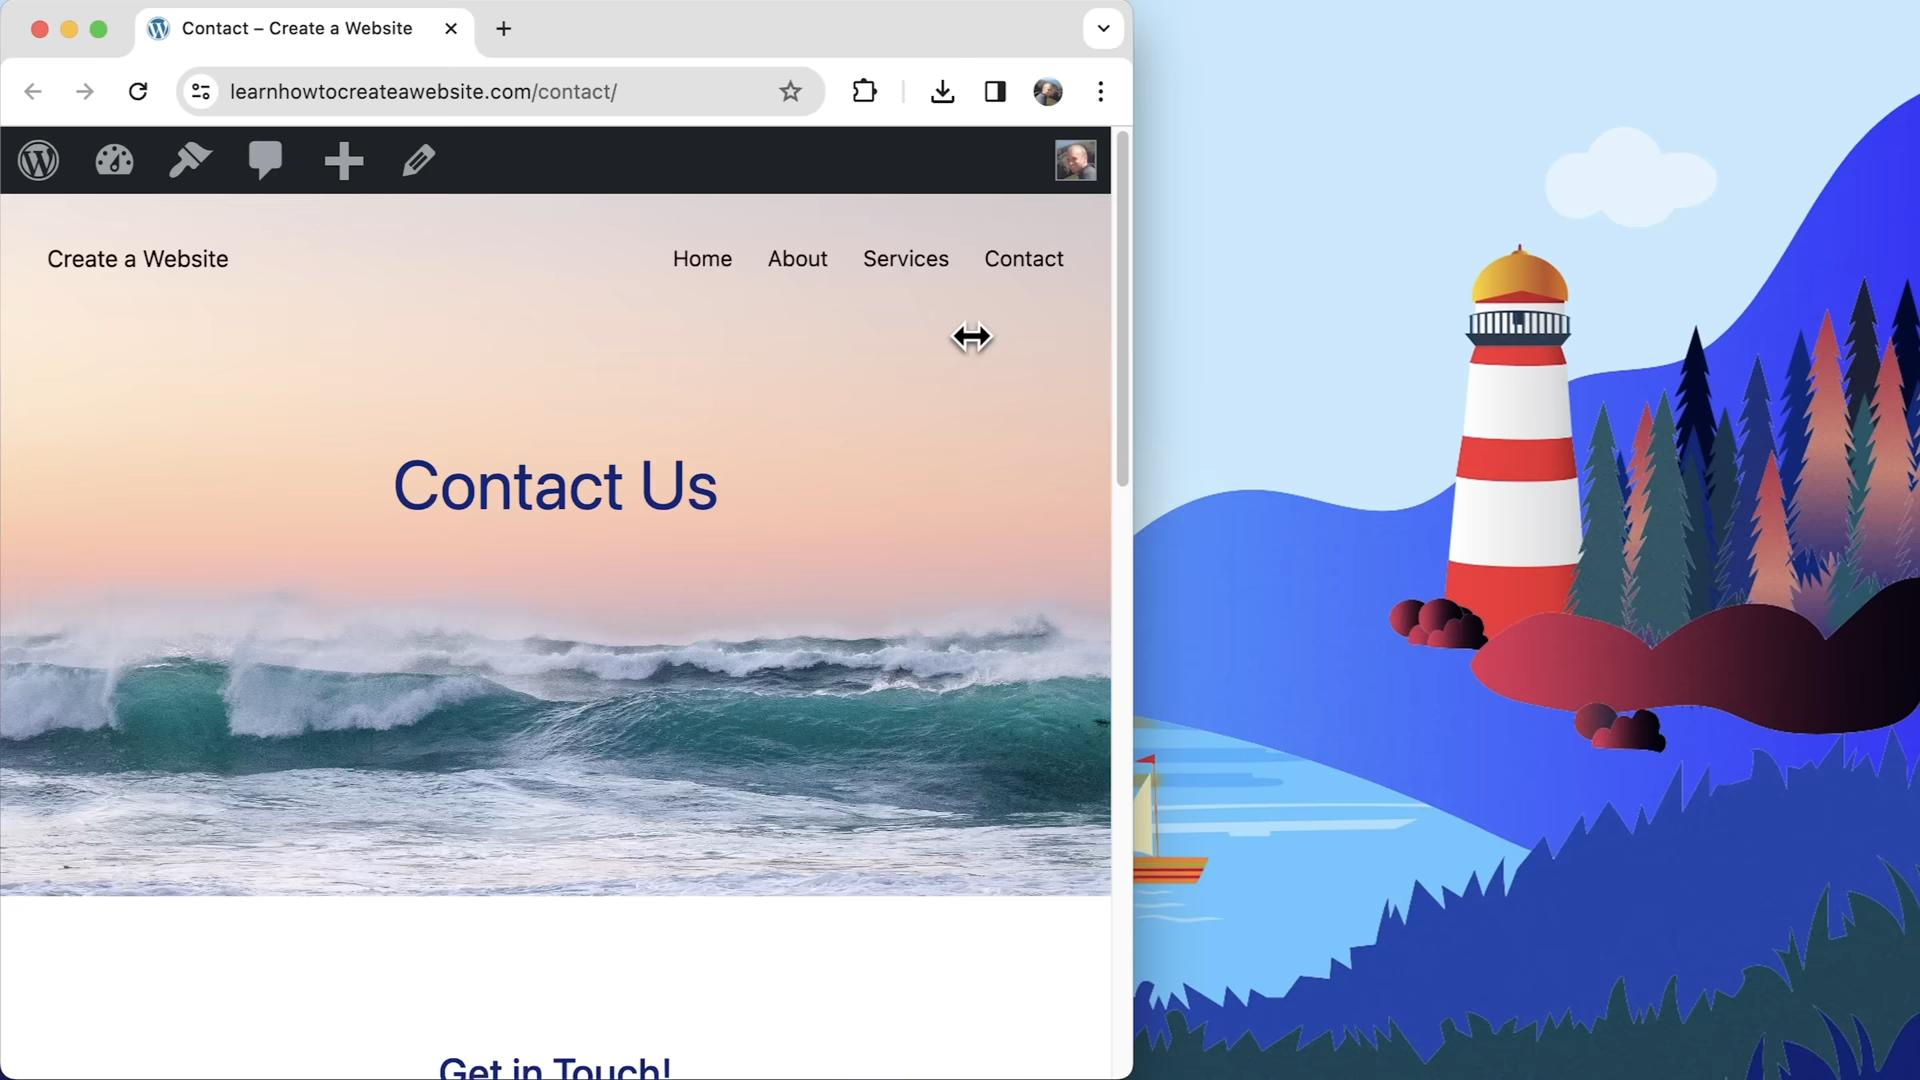 Contact – Create a Website
learnhowtocreateawebsite.com/contact/
Create a Website
Home About Services Contact
Contact Us
Get in Touch!